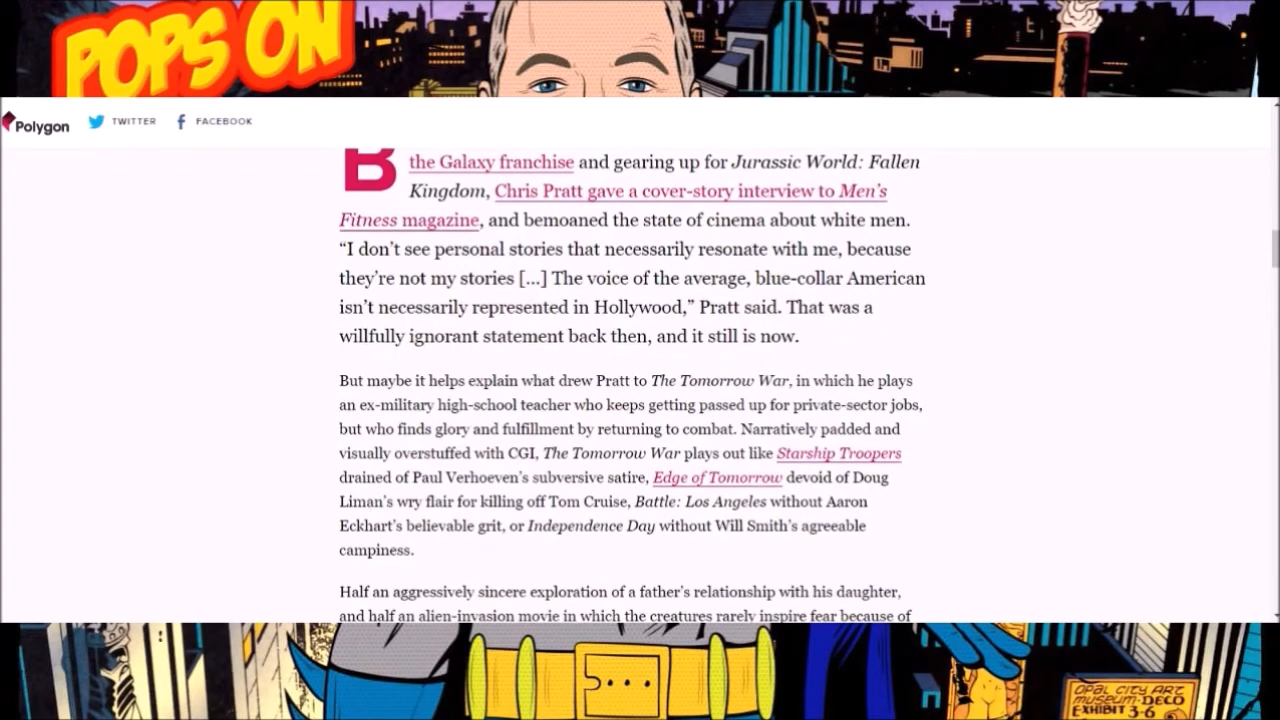 POPS ON
Polygon
TWITTER
FACEBOOK
B
the Galaxy franchise and gearing up for Jurassic World: Fallen
Kingdom, Chris Pratt gave a cover-story interview to Men’s
Fitness magazine, and bemoaned the state of cinema about white men.
“I don’t see personal stories that necessarily resonate with me, because
they’re not my stories [...] The voice of the average, blue-collar American
isn’t necessarily represented in Hollywood,” Pratt said. That was a
willfully ignorant statement back then, and it still is now.
But maybe it helps explain what drew Pratt to The Tomorrow War, in which he plays
an ex-military high-school teacher who keeps getting passed up for private-sector jobs,
but who finds glory and fulfillment by returning to combat. Narratively padded and
visually overstuffed with CGI, The Tomorrow War plays out like Starship Troopers
drained of Paul Verhoeven’s subversive satire, Edge of Tomorrow devoid of Doug
Liman’s wry flair for killing off Tom Cruise, Battle: Los Angeles without Aaron
Eckhart’s believable grit, or Independence Day without Will Smith’s agreeable
campiness.
Half an aggressively sincere exploration of a father’s relationship with his daughter,
and half an alien-invasion movie in which the creatures rarely inspire fear because of
OPAL CITY ART
MUSEUM-DECO
EXHIBIT 3-6